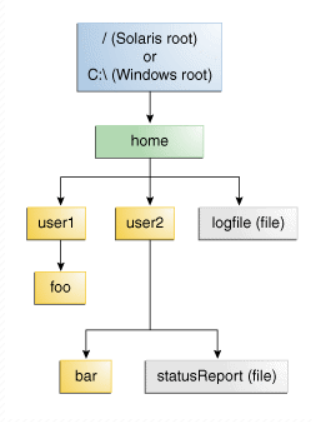 / (Solaris root)
or
C:\ (Windows root)
home
user1
user2
logfile (file)
foo
bar
statusReport (file)